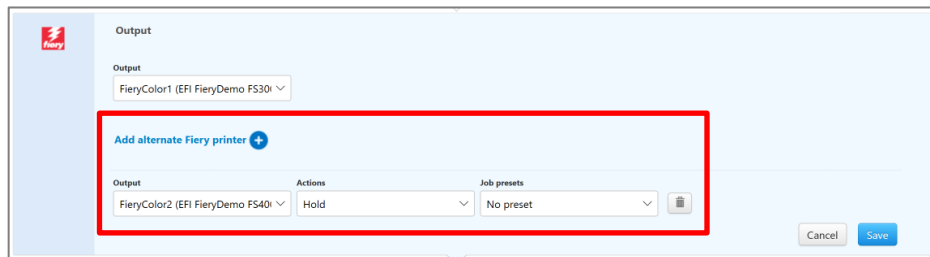 fiery
Output
Output
FieryColor1 (EFI FieryDemo FS30
Add alternate Fiery printer
Output Actions Job presets
FieryColor2 (EFI FieryDemo FS40 Hold No preset
Cancel Save